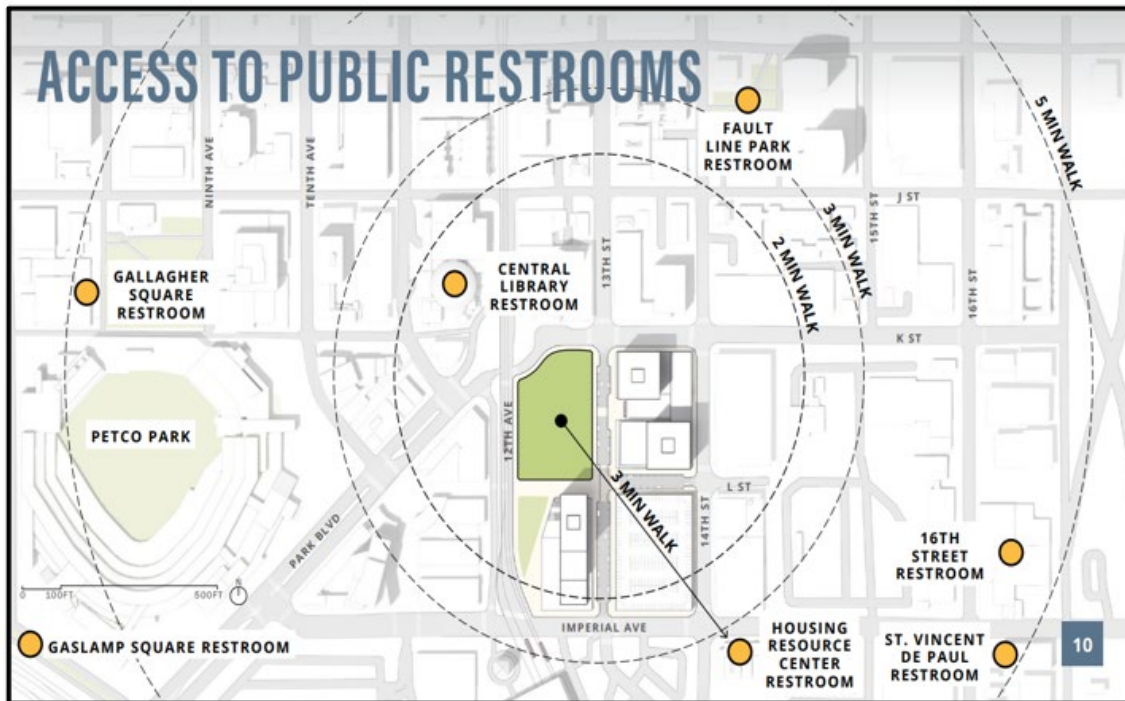 ACCESS TO PUBLIC RESTROOMS
5 MIN WALK
FAULT
LINE PARK
RESTROOM
NINTH AVE
TENTH AVE
J ST
15TH ST
3 MIN WALK
2 MIN WALK
13TH ST
16TH ST
GALLAGHER
SQUARE
RESTROOM
CENTRAL
LIBRARY
RESTROOM
K ST
PETCO PARK
12TH AVE
3 MIN WALK
L ST
14TH ST
PARK BLVD
16TH
STREET
RESTROOM
0 100FT 500FT
IMPERIAL AVE
GASLAMP SQUARE RESTROOM
HOUSING
RESOURCE
CENTER
RESTROOM
ST. VINCENT
DE PAUL
RESTROOM
10